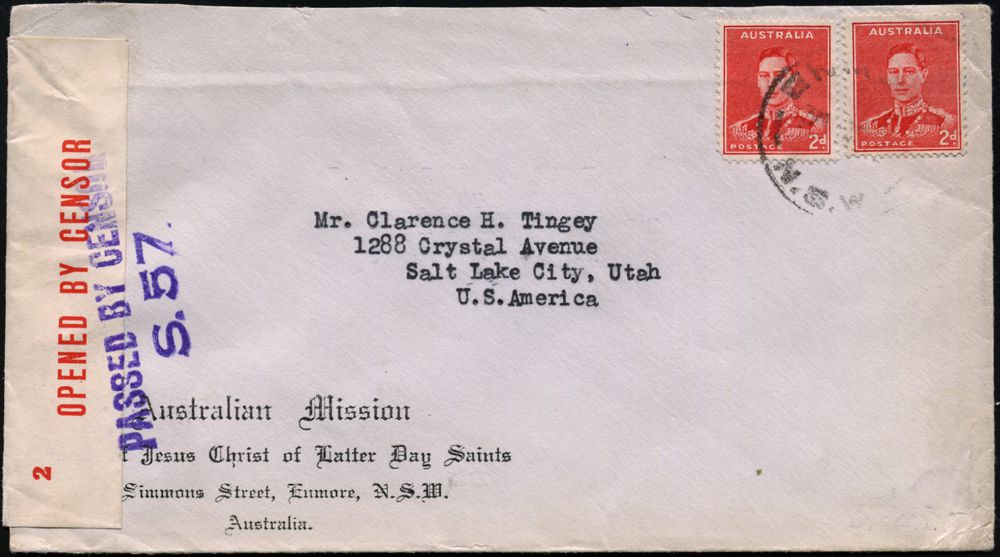 AUSTRALIA
POSTAGE 2d
AUSTRALIA
POSTAGE 2d
N.S.W
Mr. Clarence H. Tingey
1288 Crystal Avenue
Salt Lake City, Utah
U.S.America
OPENED BY CENSOR
2
PASSED BY CENSOR
S.57.
Australian Mission
Jesus Christ of Latter Day Saints
Simmons Street, Enmore, N.S.W.
Australia.